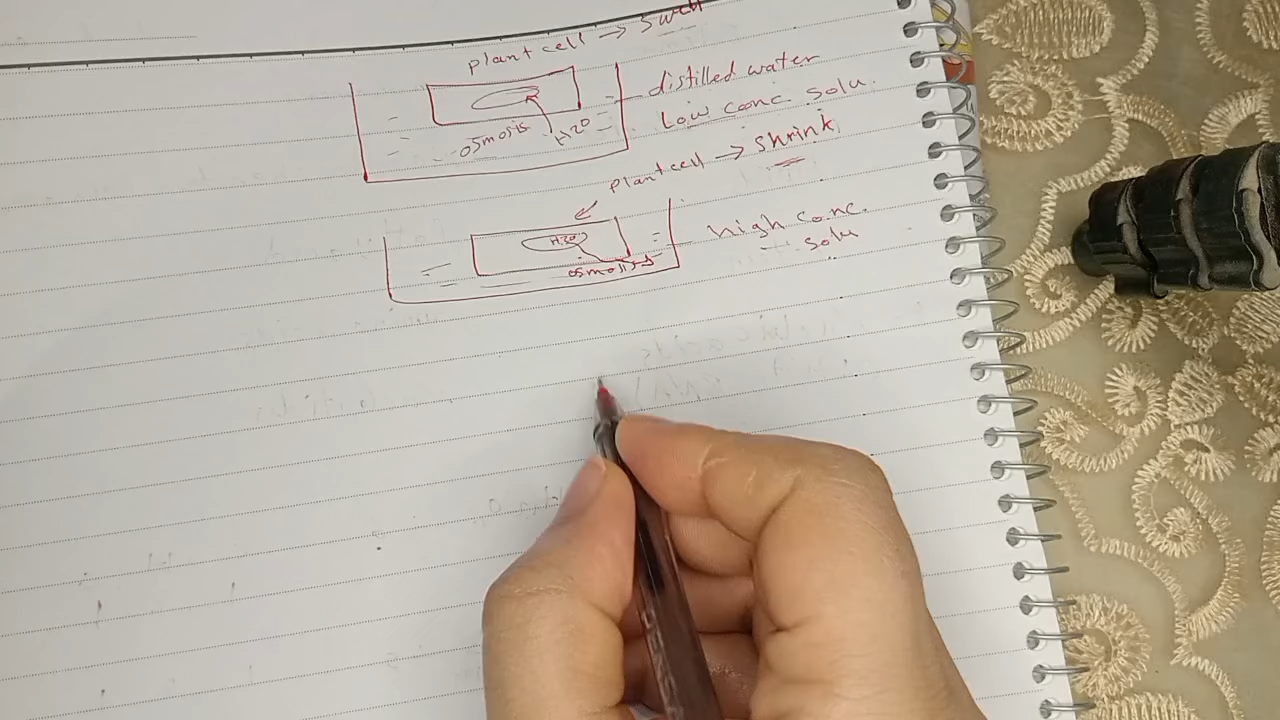 plant cell → Swell
distilled water
low conc solu.
osmosis H2O
plant cell → shrink
high conc.
solu
H2O
osmosis